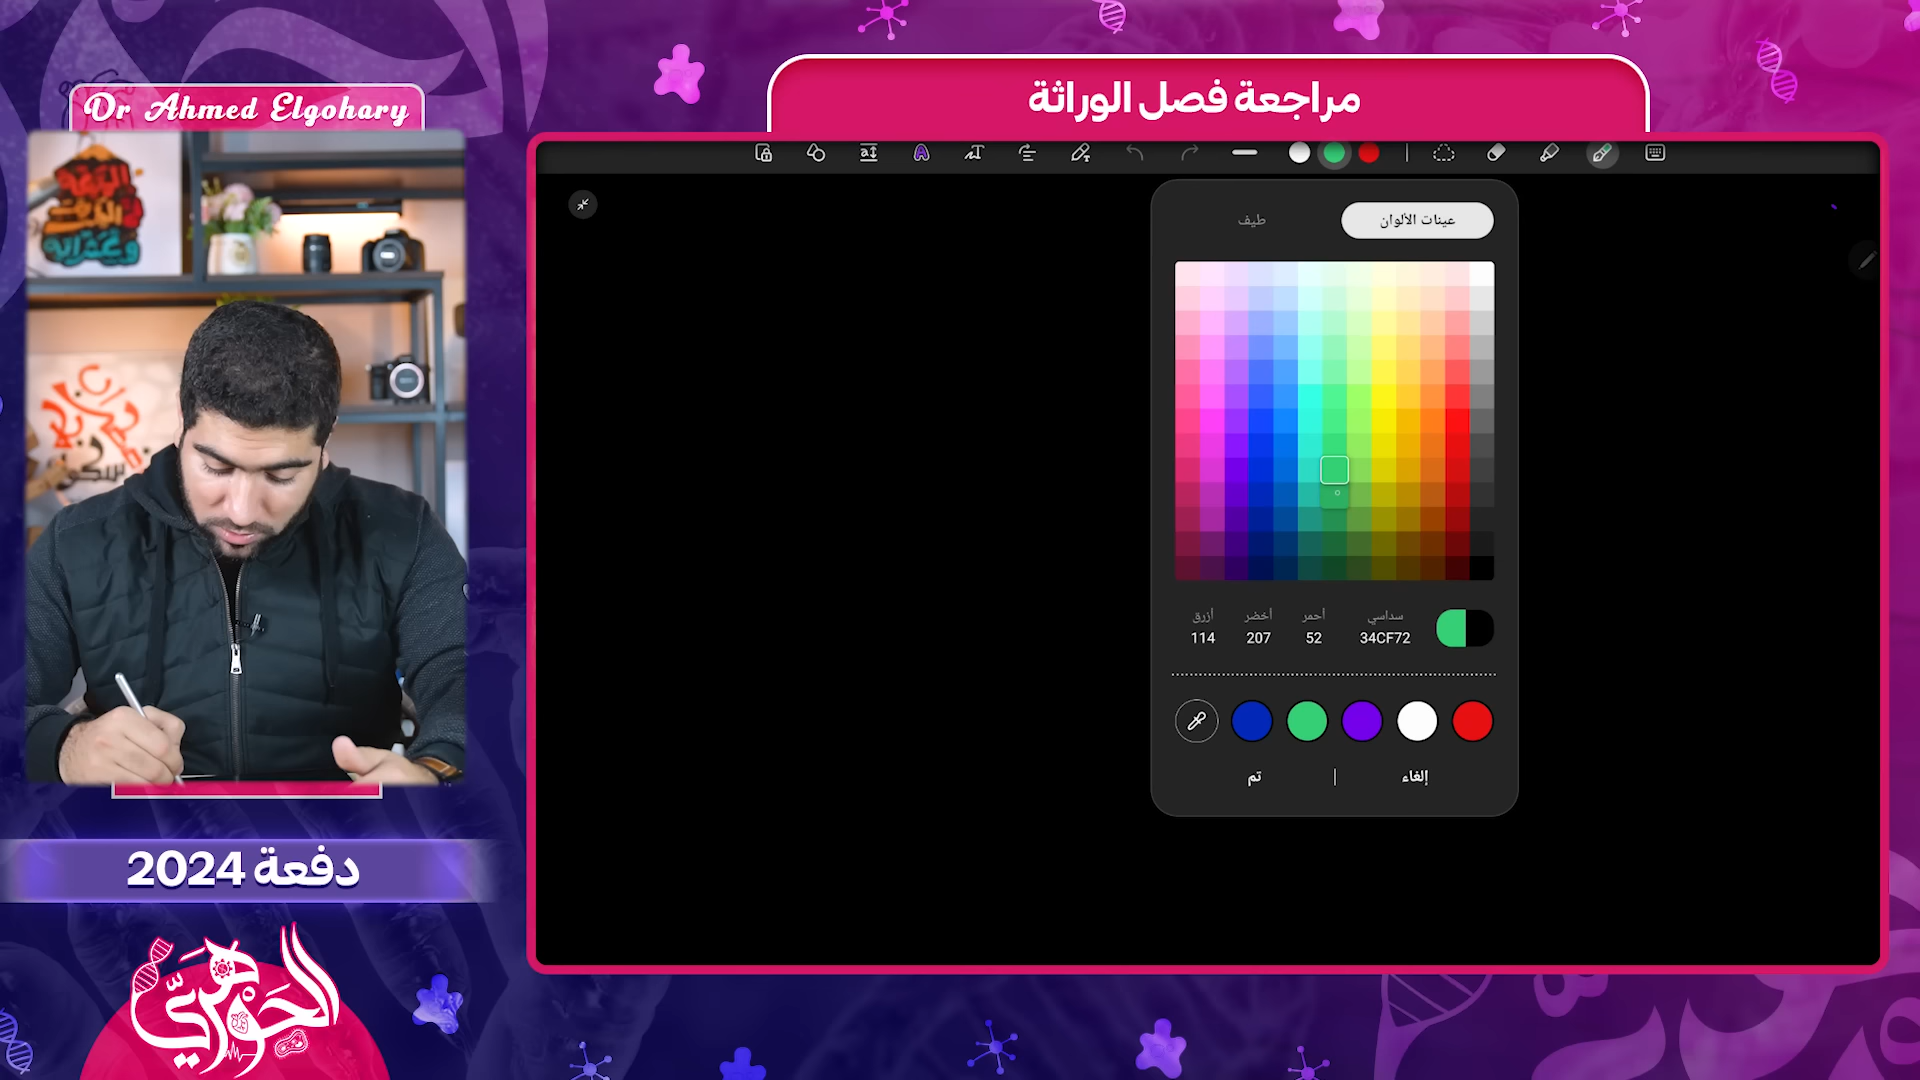 مراجعة فصل الوراثة
Dr Ahmed Elgohary
عينات الألوان
طيف
سداسي أحمر أخضر أزرق
34CF72 52 207 114
إلغاء | تم
دفعة 2024
الجوهري